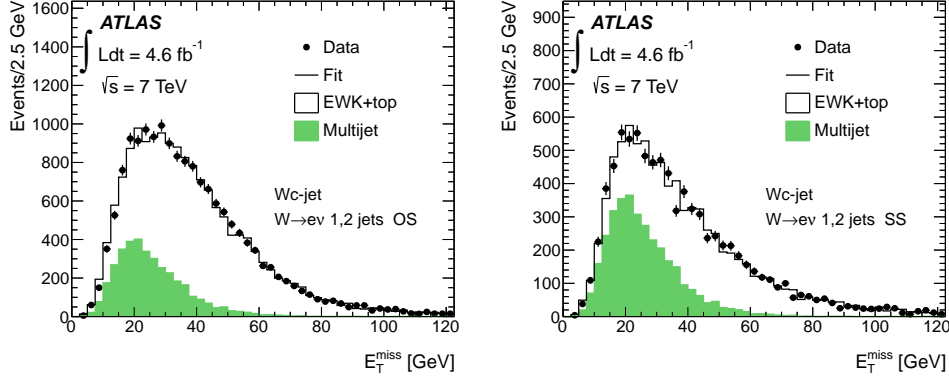 Events/2.5 GeV
1600
1400
1200
1000
800
600
400
200
0
ATLAS
∫ Ldt = 4.6 fb⁻¹
√s = 7 TeV
Data
Fit
EWK+top
Multijet
Wc-jet
W→eν 1,2 jets OS
0 20 40 60 80 100 120
E_T^miss [GeV]
Events/2.5 GeV
900
800
700
600
500
400
300
200
100
0
ATLAS
∫ Ldt = 4.6 fb⁻¹
√s = 7 TeV
Data
Fit
EWK+top
Multijet
Wc-jet
W→eν 1,2 jets SS
0 20 40 60 80 100 120
E_T^miss [GeV]